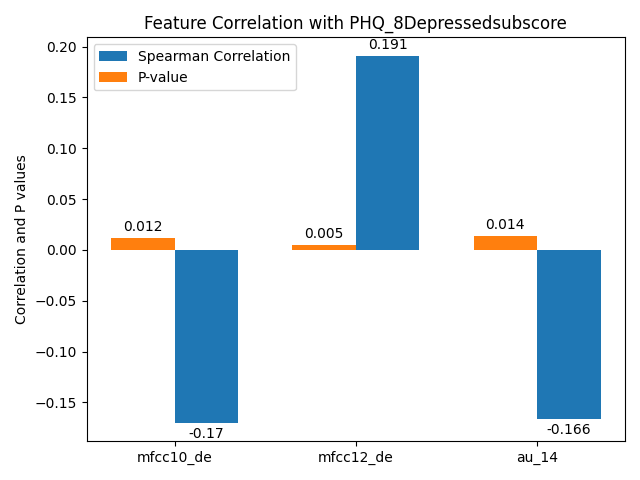 Feature Correlation with PHQ_8Depressedsubscore
Spearman Correlation
P-value
Correlation and P values
0.20
0.15
0.10
0.05
0.00
−0.05
−0.10
−0.15
0.012
-0.17
0.005
0.191
0.014
-0.166
mfcc10_de
mfcc12_de
au_14